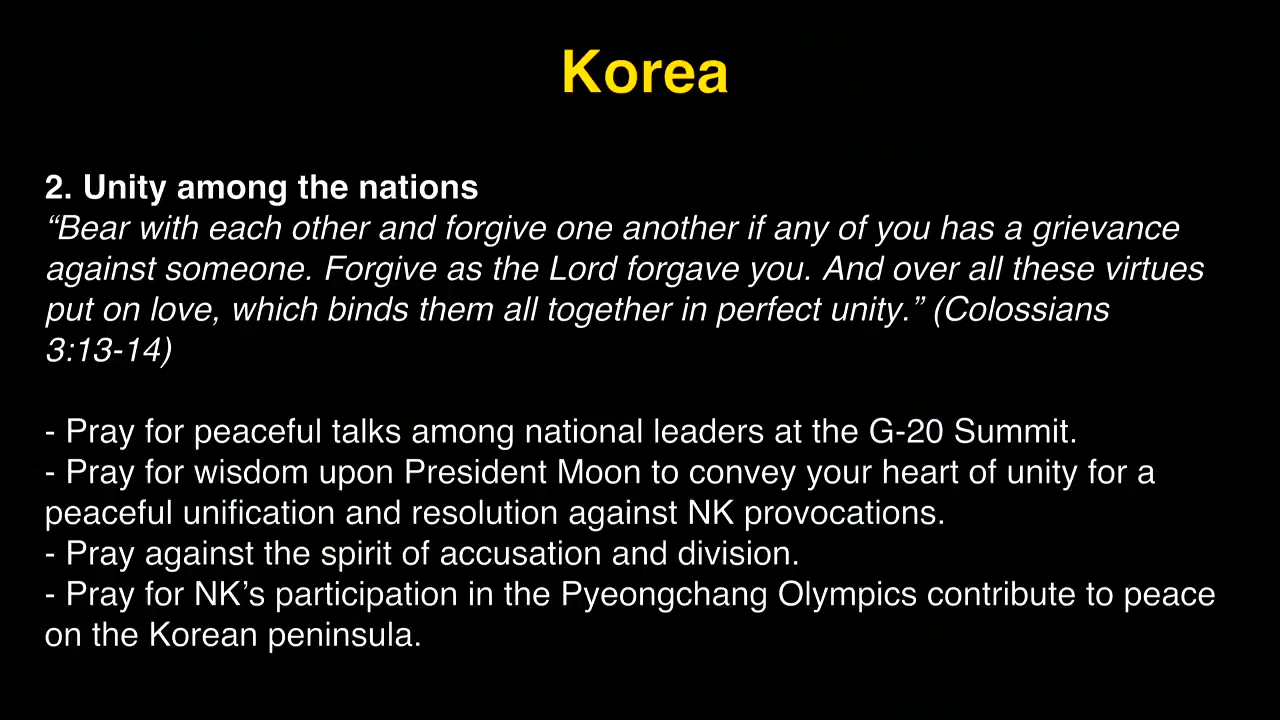 Korea
2. Unity among the nations
“Bear with each other and forgive one another if any of you has a grievance
against someone. Forgive as the Lord forgave you. And over all these virtues
put on love, which binds them all together in perfect unity.” (Colossians
3:13-14)
- Pray for peaceful talks among national leaders at the G-20 Summit.
- Pray for wisdom upon President Moon to convey your heart of unity for a
peaceful unification and resolution against NK provocations.
- Pray against the spirit of accusation and division.
- Pray for NK’s participation in the Pyeongchang Olympics contribute to peace
on the Korean peninsula.